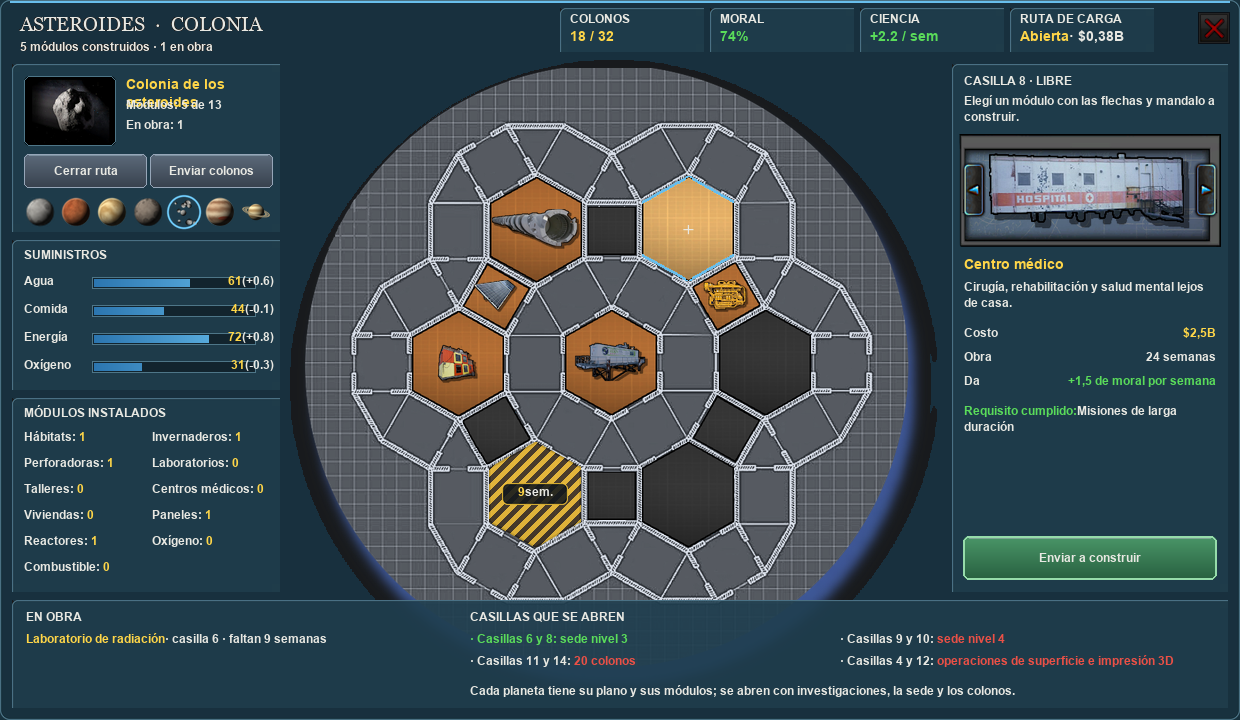 ASTEROIDES · COLONIA
5 módulos construidos · 1 en obra
COLONOS
18 / 32
MORAL
74%
CIENCIA
+2.2 / sem
RUTA DE CARGA
Abierta· $0,38B
Colonia de los
asteroides
Módulos: 5 de 13
En obra: 1
Cerrar ruta
Enviar colonos
SUMINISTROS
Agua 61(+0.6)
Comida 44(-0.1)
Energía 72(+0.8)
Oxígeno 31(-0.3)
MÓDULOS INSTALADOS
Hábitats: 1 Invernaderos: 1
Perforadoras: 1 Laboratorios: 0
Talleres: 0 Centros médicos: 0
Viviendas: 0 Paneles: 1
Reactores: 1 Oxígeno: 0
Combustible: 0
9sem.
CASILLA 8 · LIBRE
Elegí un módulo con las flechas y mandalo a
construir.
HOSPITAL
Centro médico
Cirugía, rehabilitación y salud mental lejos
de casa.
Costo $2,5B
Obra 24 semanas
Da +1,5 de moral por semana
Requisito cumplido:Misiones de larga
duración
Enviar a construir
EN OBRA
Laboratorio de radiación· casilla 6 · faltan 9 semanas
CASILLAS QUE SE ABREN
· Casillas 6 y 8: sede nivel 3
· Casillas 9 y 10: sede nivel 4
· Casillas 11 y 14: 20 colonos
· Casillas 4 y 12: operaciones de superficie e impresión 3D
Cada planeta tiene su plano y sus módulos; se abren con investigaciones, la sede y los colonos.